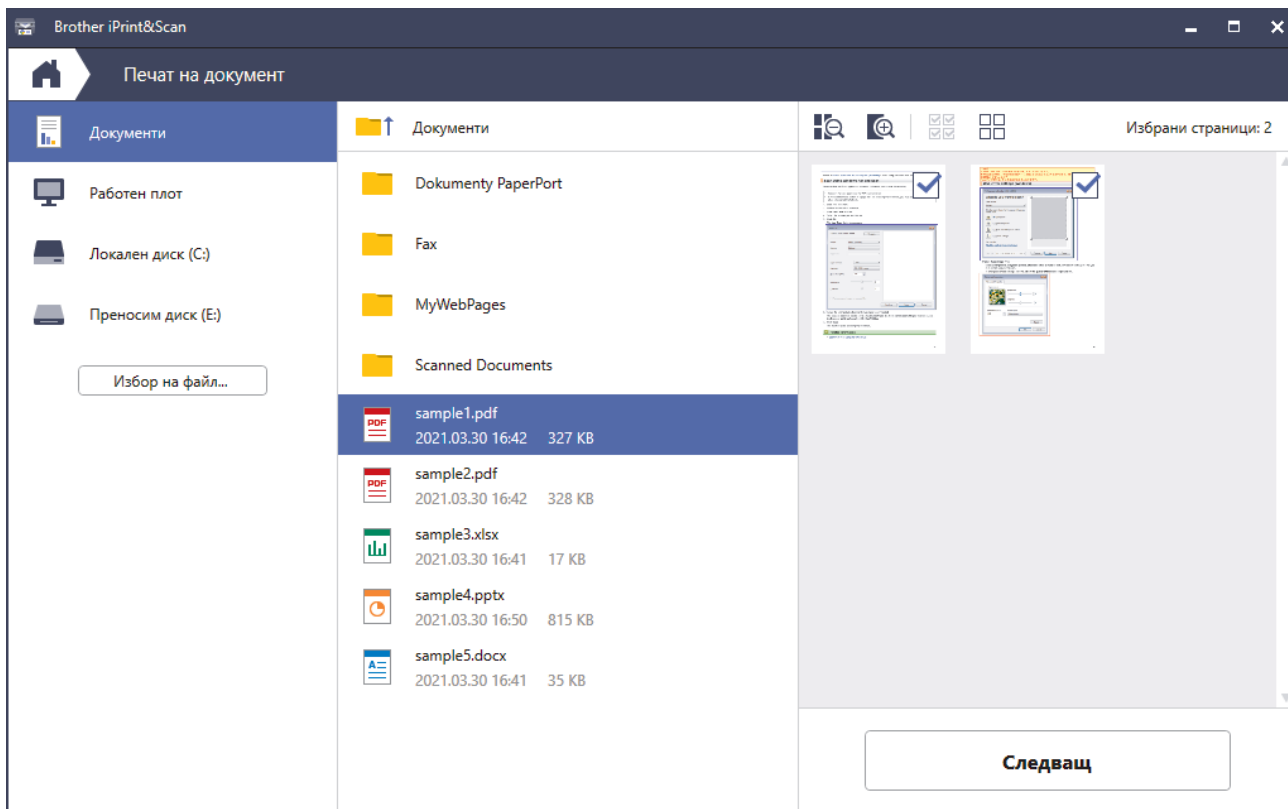 Brother iPrint&Scan
Печат на документ
Документи
Работен плот
Локален диск (C:)
Преносим диск (E:)
Избор на файл...
Документи
Dokumenty PaperPort
Fax
MyWebPages
Scanned Documents
PDF
sample1.pdf
2021.03.30 16:42 327 KB
PDF
sample2.pdf
2021.03.30 16:42 328 KB
sample3.xlsx
2021.03.30 16:41 17 KB
sample4.pptx
2021.03.30 16:50 815 KB
A
sample5.docx
2021.03.30 16:41 35 KB
Избрани страници: 2
Следващ